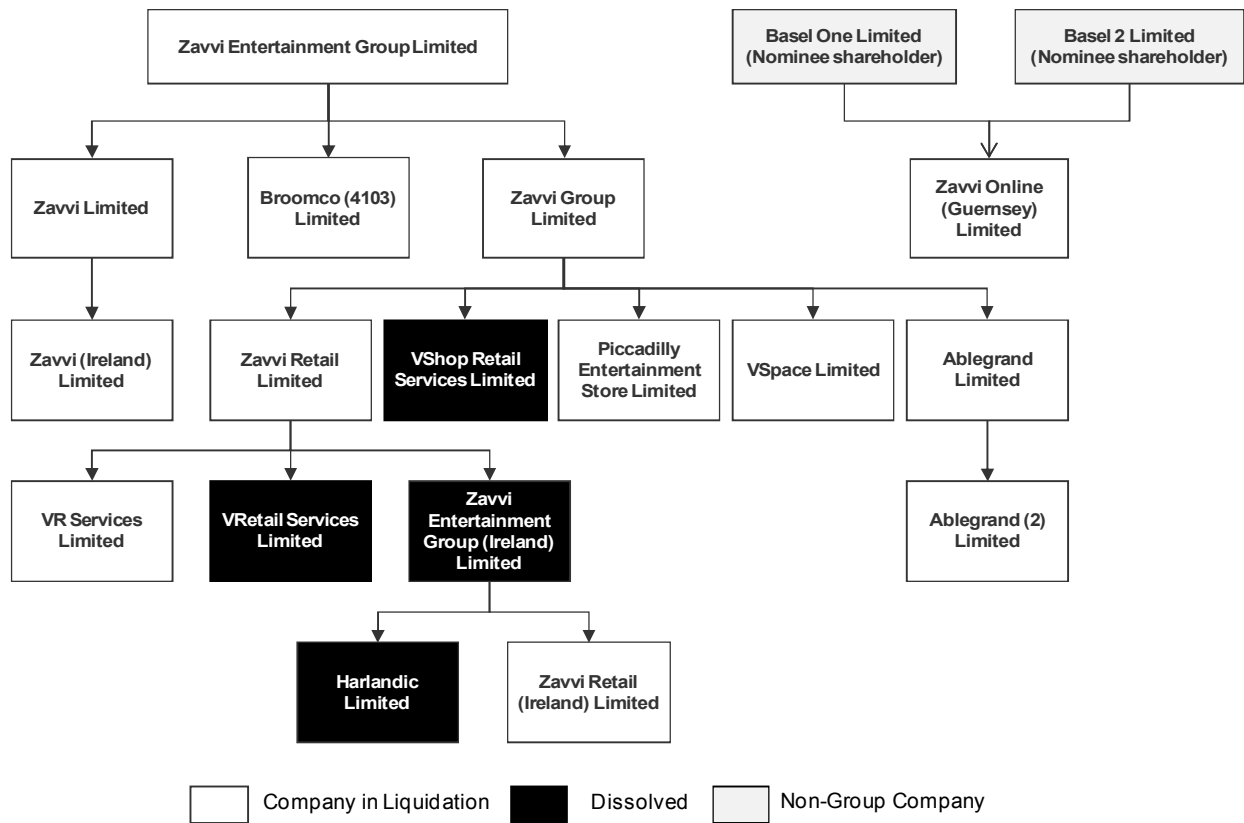 Zavvi Entertainment Group Limited
Basel One Limited
(Nominee shareholder)
Basel 2 Limited
(Nominee shareholder)
Zavvi Limited
Broomco (4103)
Limited
Zavvi Group
Limited
Zavvi Online
(Guernsey)
Limited
Zavvi (Ireland)
Limited
Zavvi Retail
Limited
VShop Retail
Services Limited
Piccadilly
Entertainment
Store Limited
VSpace Limited
Ablegrand
Limited
VR Services
Limited
VRetail Services
Limited
Zavvi
Entertainment
Group (Ireland)
Limited
Ablegrand (2)
Limited
Harlandic
Limited
Zavvi Retail
(Ireland) Limited
Company in Liquidation
Dissolved
Non-Group Company